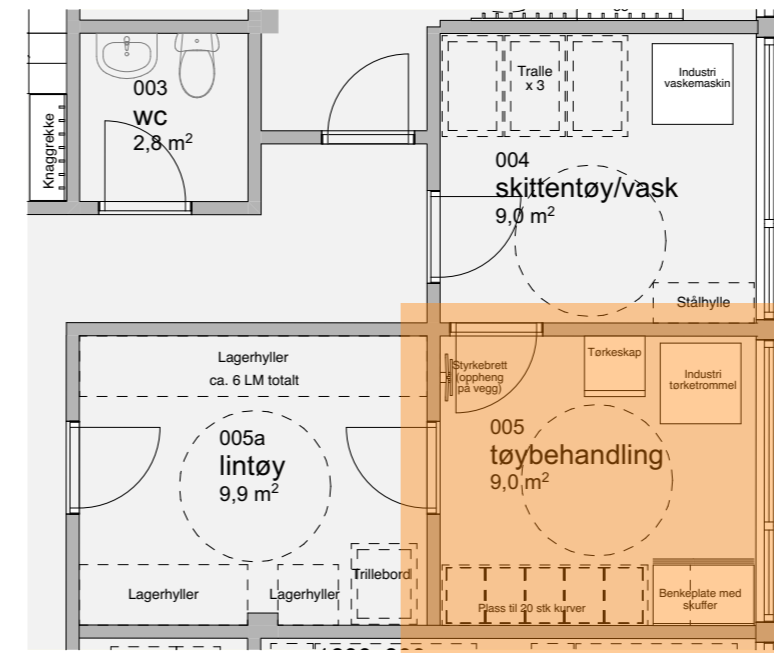 Knaggrekke
003
wc
2,8 m²
Tralle
x 3
Industri
vaskemaskin
004
skittentøy/vask
9,0 m²
Stålhylle
Lagerhyller
ca. 6 LM totalt
Styrkebrett
(oppheng
på vegg)
Tørkeskap
Industri
tørketrommel
005a
lintøy
9,9 m²
005
tøybehandling
9,0 m²
Lagerhyller
Lagerhyller
Trillebord
Plass til 20 stk kurver
Benkeplate med
skuffer